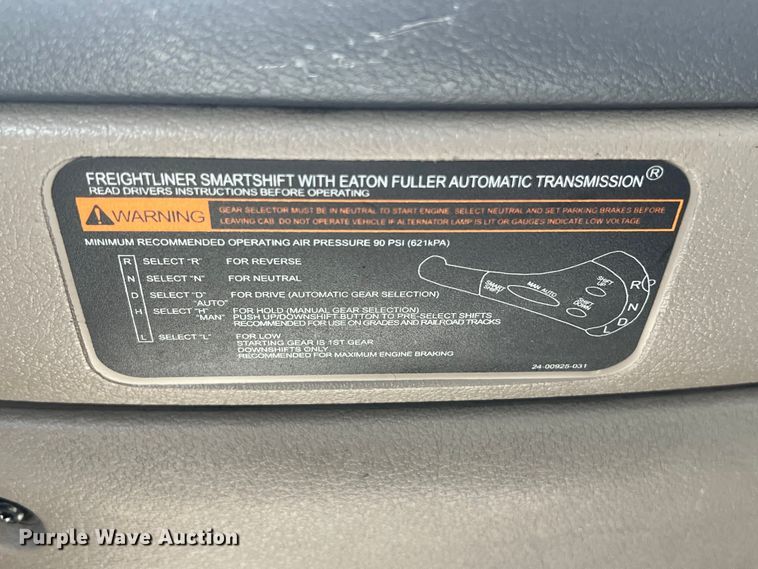 FREIGHTLINER SMARTSHIFT WITH EATON FULLER AUTOMATIC TRANSMISSION®
READ DRIVERS INSTRUCTIONS BEFORE OPERATING
WARNING
GEAR SELECTOR MUST BE IN NEUTRAL TO START ENGINE. SELECT NEUTRAL AND SET PARKING BRAKES BEFORE
LEAVING CAB. DO NOT OPERATE VEHICLE IF ALTERNATOR LAMP IS LIT OR GAUGES INDICATE LOW VOLTAGE
MINIMUM RECOMMENDED OPERATING AIR PRESSURE 90 PSI (621kPA)
R SELECT "R" FOR REVERSE
N SELECT "N" FOR NEUTRAL
D SELECT "D" FOR DRIVE (AUTOMATIC GEAR SELECTION)
"AUTO"
H SELECT "H" FOR HOLD (MANUAL GEAR SELECTION)
"MAN" PUSH UP/DOWNSHIFT BUTTON TO PRE-SELECT SHIFTS
RECOMMENDED FOR USE ON GRADES AND RAILROAD TRACKS
L SELECT "L" FOR LOW
STARTING GEAR IS 1ST GEAR
DOWNSHIFTS ONLY
RECOMMENDED FOR MAXIMUM ENGINE BRAKING
SMART
SHIFT
MAN AUTO
SHIFT
UP
SHIFT
DOWN
R
N
D
L
24-00925-031
Purple Wave Auction